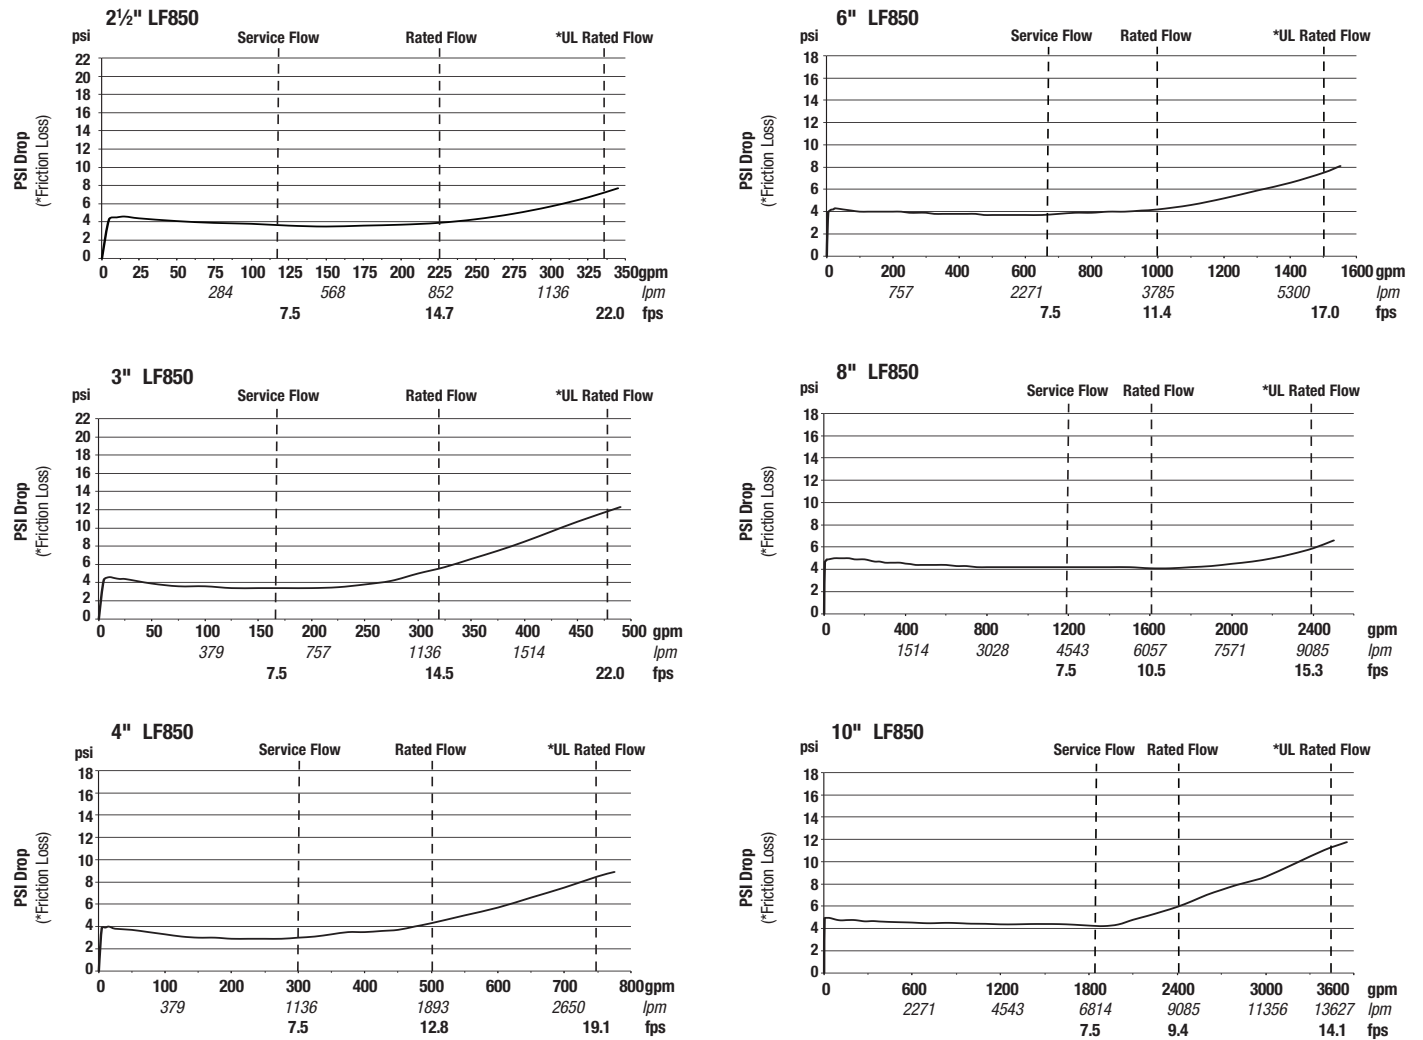 2½" LF850
psi
Service Flow Rated Flow *UL Rated Flow
22
20
18
16
14
12
10
8
6
4
2
0
PSI Drop
(*Friction Loss)
0 25 50 75 100 125 150 175 200 225 250 275 300 325 350 gpm
284 568 852 1136 lpm
7.5 14.7 22.0 fps
3" LF850
psi
Service Flow Rated Flow *UL Rated Flow
22
20
18
16
14
12
10
8
6
4
2
0
PSI Drop
(*Friction Loss)
0 50 100 150 200 250 300 350 400 450 500 gpm
379 757 1136 1514 lpm
7.5 14.5 22.0 fps
4" LF850
psi
Service Flow Rated Flow *UL Rated Flow
18
16
14
12
10
8
6
4
2
0
PSI Drop
(*Friction Loss)
0 100 200 300 400 500 600 700 800 gpm
379 1136 1893 2650 lpm
7.5 12.8 19.1 fps
6" LF850
psi
Service Flow Rated Flow *UL Rated Flow
18
16
14
12
10
8
6
4
2
0
PSI Drop
(*Friction Loss)
0 200 400 600 800 1000 1200 1400 1600 gpm
757 2271 3785 5300 lpm
7.5 11.4 17.0 fps
8" LF850
psi
Service Flow Rated Flow *UL Rated Flow
18
16
14
12
10
8
6
4
2
0
PSI Drop
(*Friction Loss)
0 400 800 1200 1600 2000 2400 gpm
1514 3028 4543 6057 7571 9085 lpm
7.5 10.5 15.3 fps
10" LF850
psi
Service Flow Rated Flow *UL Rated Flow
18
16
14
12
10
8
6
4
2
0
PSI Drop
(*Friction Loss)
0 600 1200 1800 2400 3000 3600 gpm
2271 4543 6814 9085 11356 13627 lpm
7.5 9.4 14.1 fps